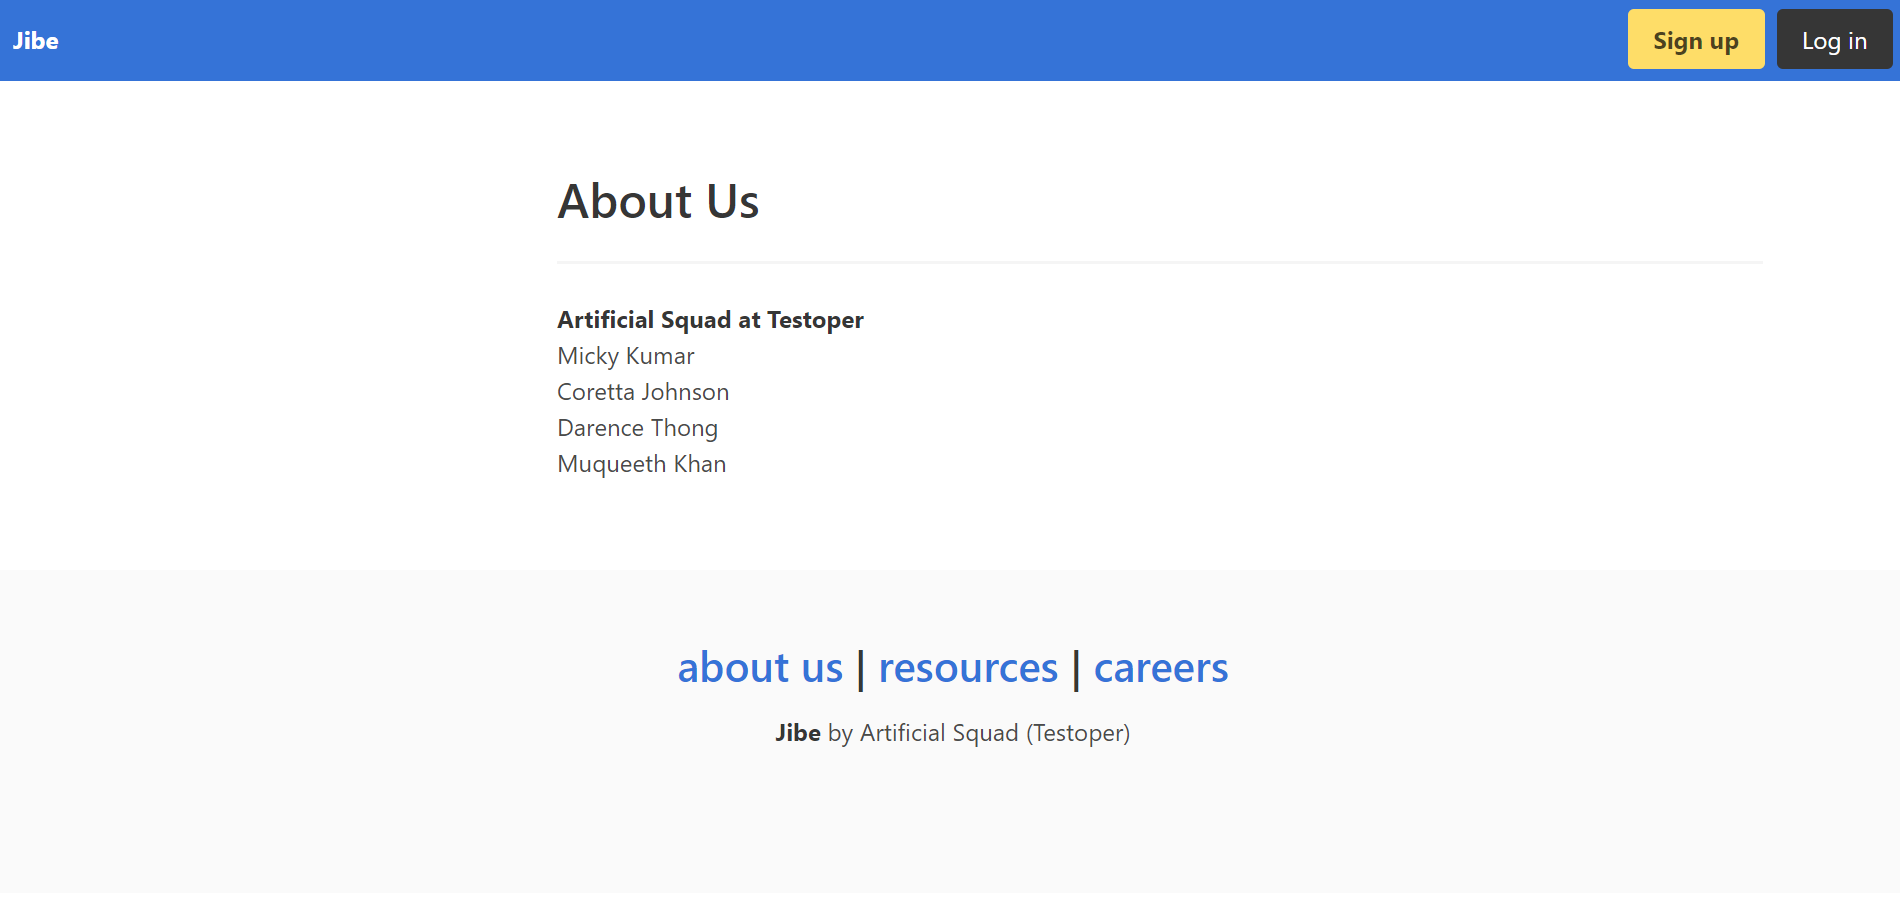 Jibe
Sign up
Log in
About Us
Artificial Squad at Testoper
Micky Kumar
Coretta Johnson
Darence Thong
Muqueeth Khan
about us | resources | careers
Jibe by Artificial Squad (Testoper)